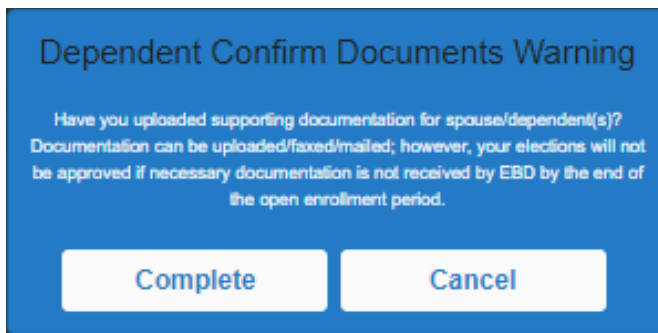 Dependent Confirm Documents Warning
Have you uploaded supporting documentation for spouse/dependent(s)?
Documentation can be uploaded/faxed/mailed; however, your elections will not
be approved if necessary documentation is not received by EBD by the end of
the open enrollment period.
Complete
Cancel